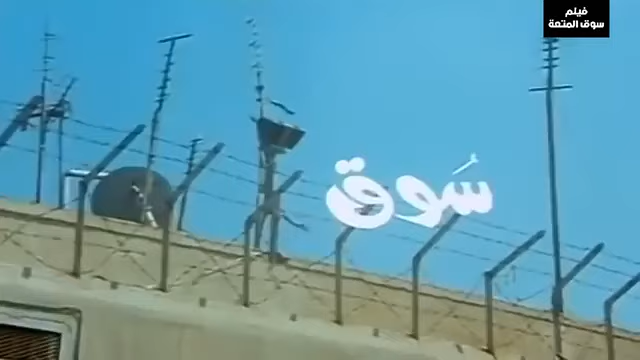 فيلم
سوق المتعة
سُوق